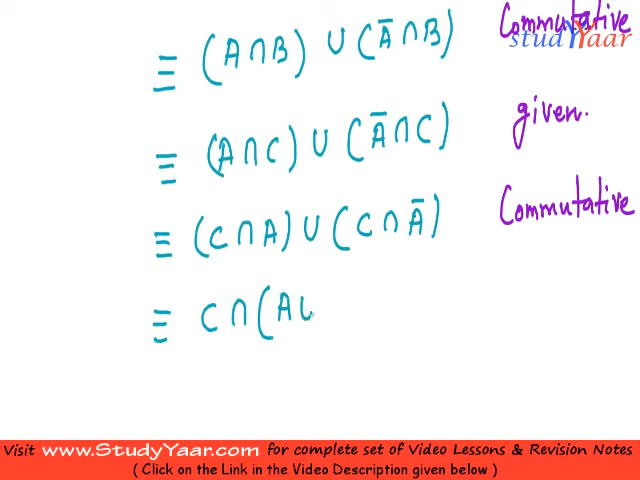 ≡ (A∩B) ∪ (Ā∩B) Commutative
studYYaar
≡ (A∩C) ∪ (Ā∩C) given.
≡ (C∩A) ∪ (C∩Ā) Commutative
≡ C∩(A∪
Visit www.StudyYaar.com for complete set of Video Lessons & Revision Notes
( Click on the Link in the Video Description given below )